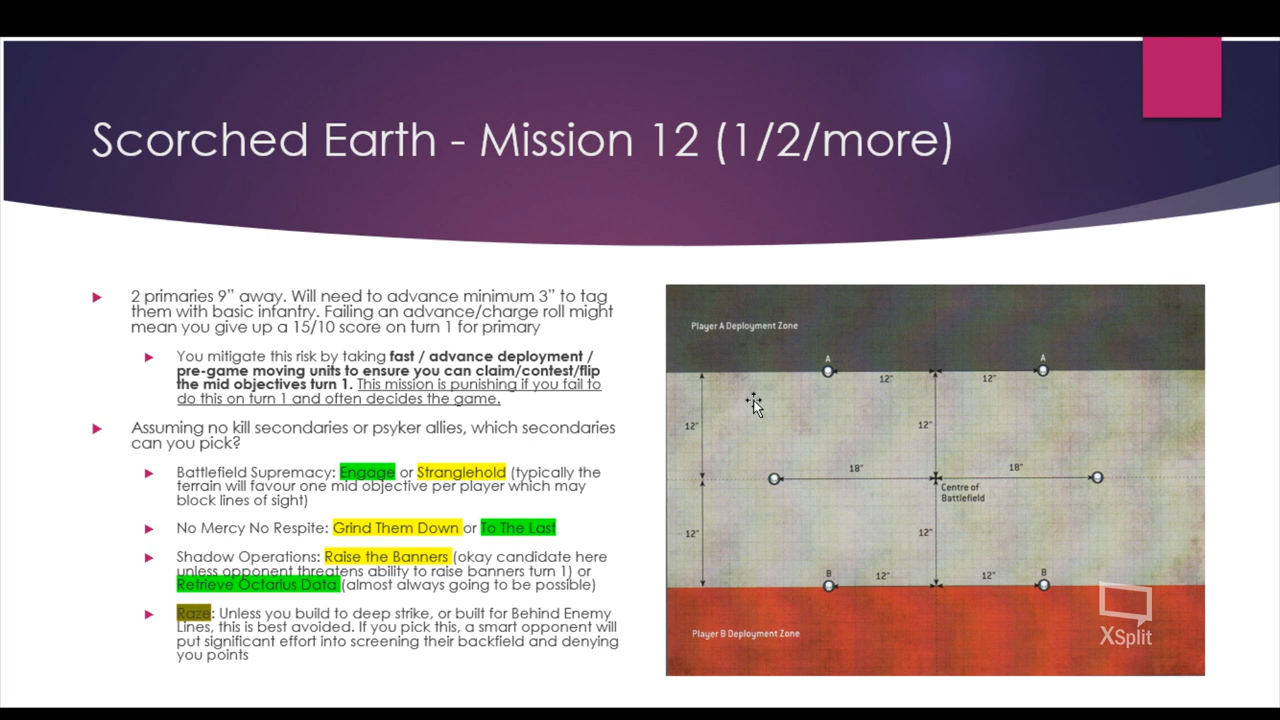 Scorched Earth - Mission 12 (1/2/more)
2 primaries 9" away. Will need to advance minimum 3" to tag
them with basic infantry. Failing an advance/charge roll might
mean you give up a 15/10 score on turn 1 for primary
You mitigate this risk by taking fast / advance deployment /
pre-game moving units to ensure you can claim/contest/flip
the mid objectives turn 1. This mission is punishing if you fail to
do this on turn 1 and often decides the game.
Assuming no kill secondaries or psyker allies, which secondaries
can you pick?
Battlefield Supremacy: Engage or Stranglehold (typically the
terrain will favour one mid objective per player which may
block lines of sight)
No Mercy No Respite: Grind Them Down or To The Last
Shadow Operations: Raise the Banners (okay candidate here
unless opponent threatens ability to raise banners turn 1) or
Retrieve Octarius Data (almost always going to be possible)
Raze: Unless you build to deep strike, or built for Behind Enemy
Lines, this is best avoided. If you pick this, a smart opponent will
put significant effort into screening their backfield and denying
you points
Player A Deployment Zone
A
A
12"
12"
12"
12"
18"
18"
Centre of
Battlefield
12"
12"
B
12"
12"
B
Player B Deployment Zone
XSplit